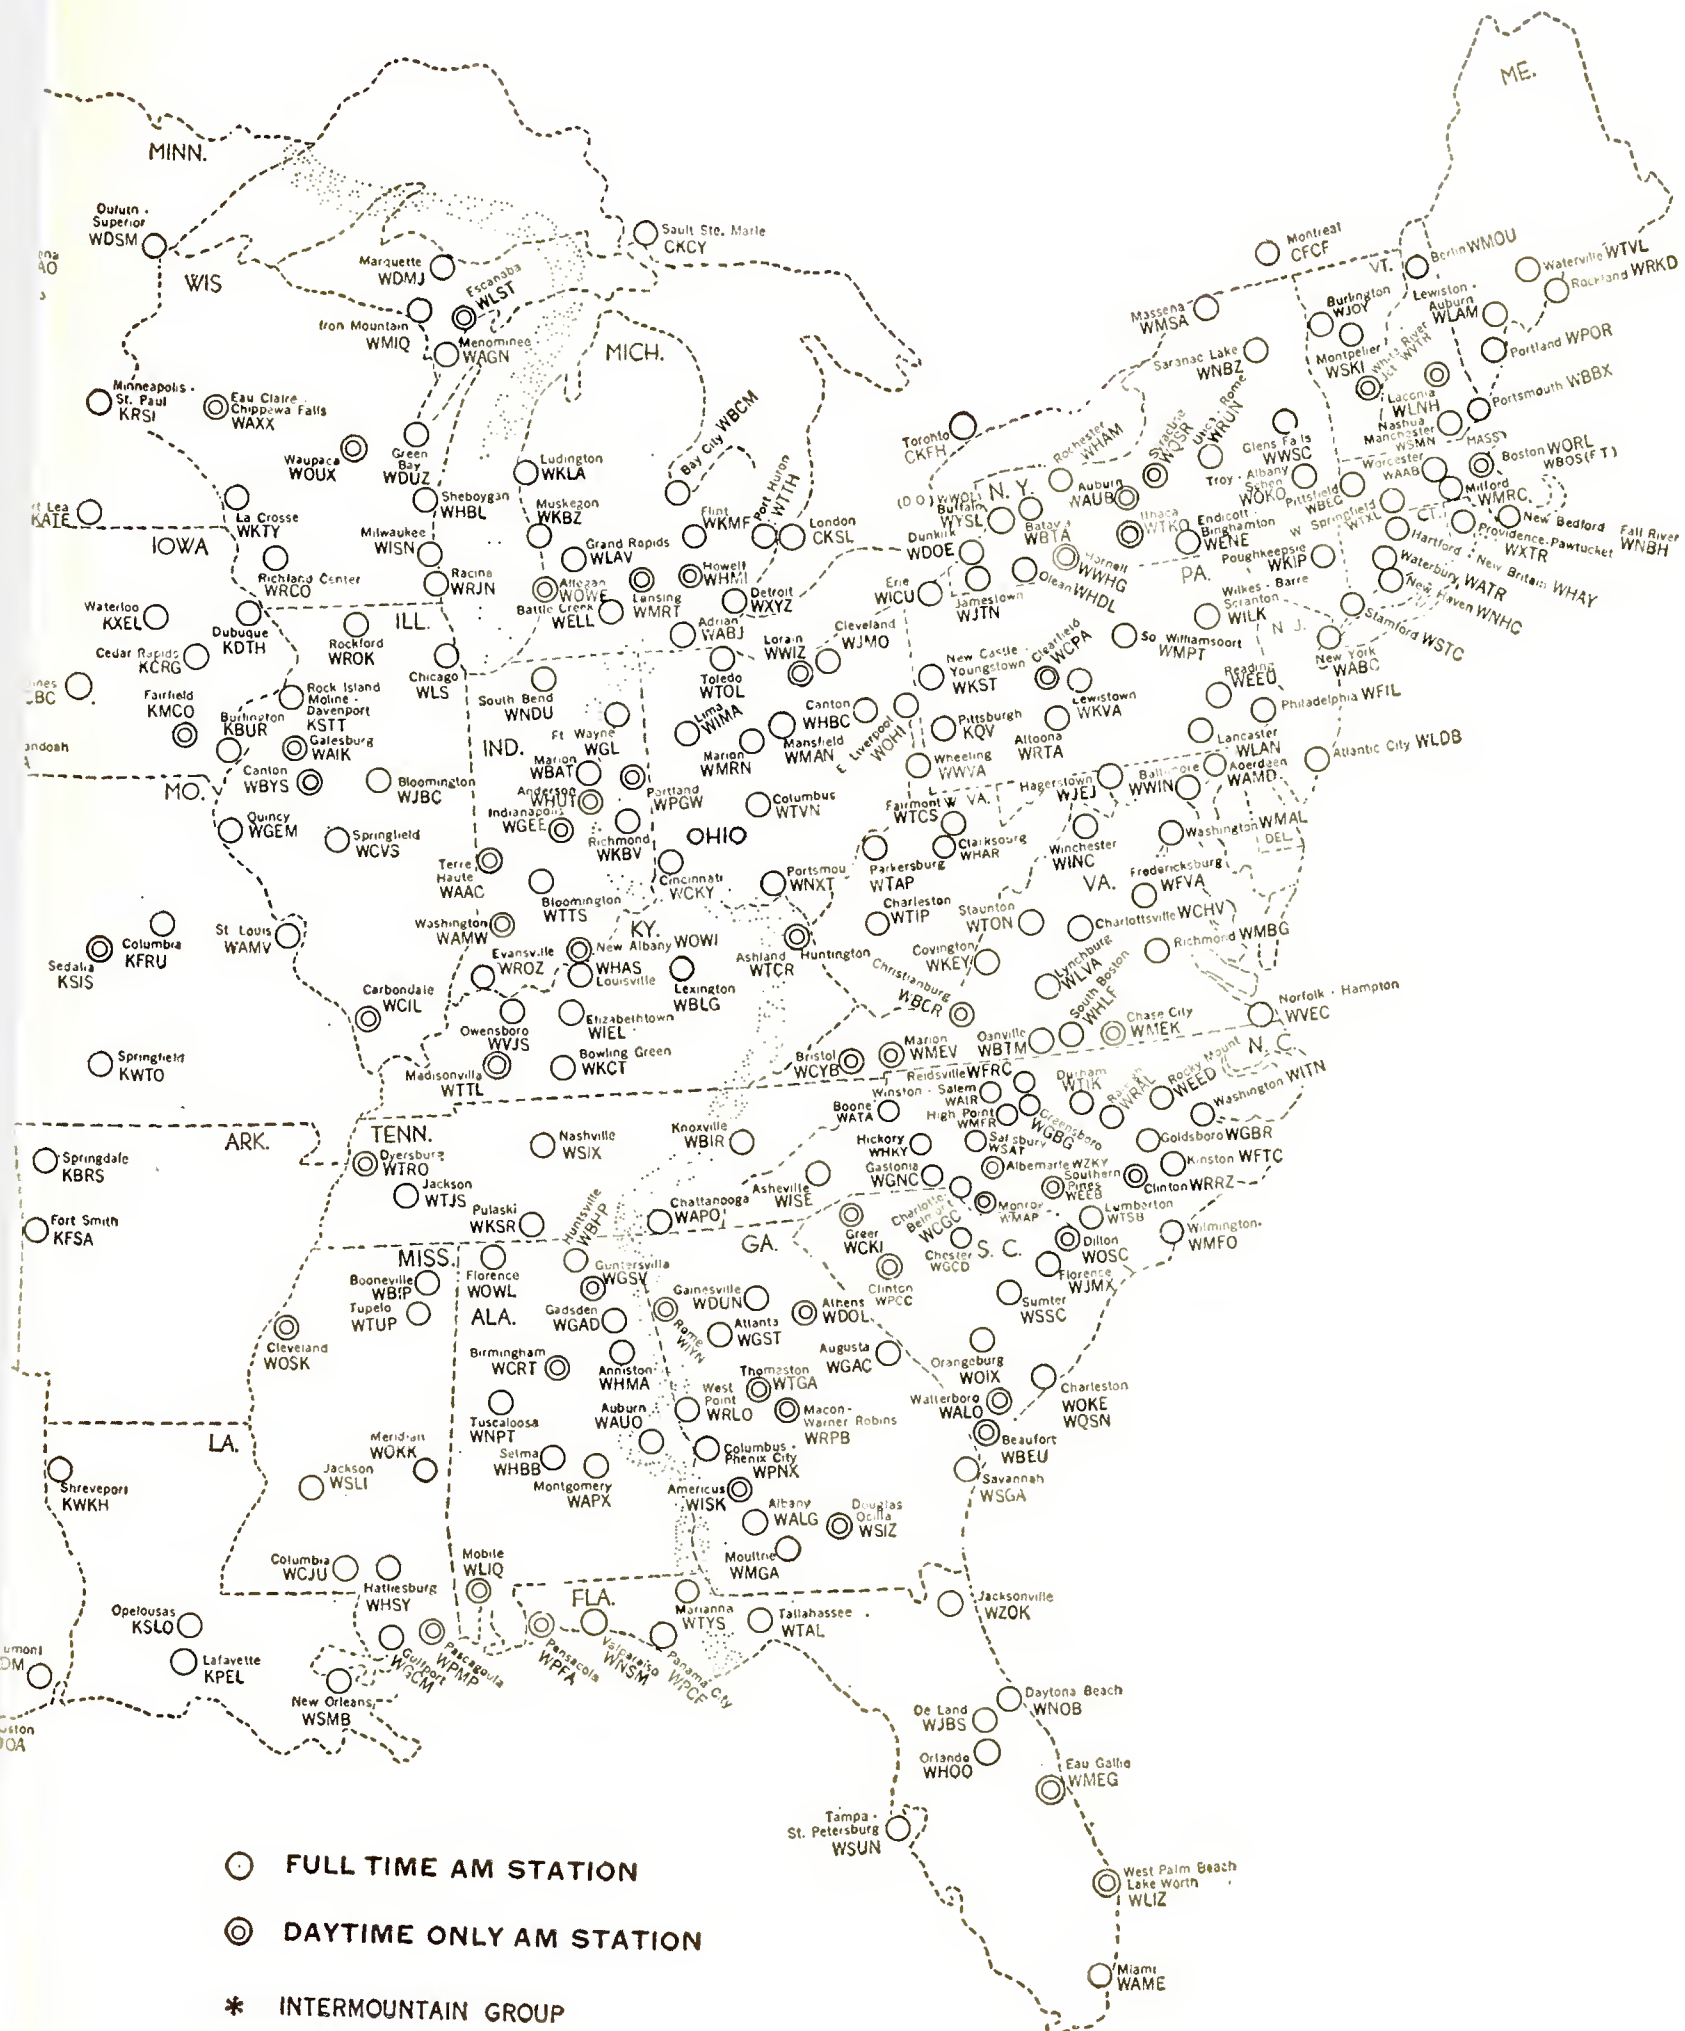 ME.
MINN.
Duluth -
Superior
WDSM
Sault Ste. Marie
CKCY
Montreal
CFCF
VT.
Berlin WMOU
Waterville WTVL
Rockland WRKD
WIS
Marquette
WDMJ
Escanaba
WLST
Iron Mountain
WMIQ
Menominee
WAGN
MICH.
Massena
WMSA
Burlington
WJOY
Lewiston -
Auburn
WLAM
Saranac Lake
WNBZ
Montpelier
WSKI
White River
Jct
WVTR
Portland WPOR
Laconia
WLNH
Portsmouth WBBX
Minneapolis -
St. Paul
KRSI
Eau Claire
Chippewa Falls
WAXX
Waupaca
WOUX
Green
Bay
WDUZ
Ludington
WKLA
Bay City WBCM
Port Huron
WTTH
Toronto
CKFH
Rochester
WHAM
Syracuse
WQSR
Utica - Rome
WRUN
Glens Falls
WWSC
Nashua
Manchester
WSMN
MASS
Boston WORL
WBOS(FT)
Worcester
WAAB
Milford
WMRC
New Bedford Fall River
WNBH
Troy - Albany
Schen
WOKO
Pittsfield
WBEC
W Springfield
WTXL
CT.
Providence-Pawtucket
WXTR
Hartford - New Britain WHAY
Waterbury WATR
New Haven WNHC
Stamford WSTC
N. Y.
Auburn
WAUB
(DO) WWOL
Buffalo
WYSL
Batavia
WBTA
Ithaca
WTKO
Endicott -
Binghamton
WENE
Poughkeepsie
WKIP
Dunkirk
WDOE
Hornell
WWHG
Olean WHDL
Jamestown
WJTN
PA.
Wilkes - Barre
Scranton
WILK
N J.
New York
WABC
Erie
WICU
KATE
La Crosse
WKTY
Sheboygan
WHBL
Muskegon
WKBZ
Flint
WKMF
London
CKSL
IOWA
Milwaukee
WISN
Grand Rapids
WLAV
Richland Center
WRCO
Racine
WRJN
Allegan
WOWE
Lansing
WMRT
Howell
WHMI
Detroit
WXYZ
Battle Creek
WELL
Adrian
WABJ
Waterloo
KXEL
Dubuque
KDTH
Rockford
WROK
ILL.
Cedar Rapids
KCRG
Chicago
WLS
Toledo
WTOL
Lorain
WWIZ
Cleveland
WJMO
New Castle -
Youngstown
WKST
Clearfield
WCPA
So. Williamsport
WMPT
Lewistown
WKVA
Reading
WEEU
Philadelphia WFIL
Fairfield
KMCO
Burlington
KBUR
Rock Island
Moline -
Davenport
KSTT
South Bend
WNDU
Lima
WIMA
Canton
WHBC
E Liverpool
WOHI
Pittsburgh
KQV
Altoona
WRTA
Lancaster
WLAN
Atlantic City WLDB
Galesburg
WAIK
IND.
Ft Wayne
WGL
Marion
WMRN
Mansfield
WMAN
Wheeling
WWVA
Hagerstown
WJEJ
Baltimore
WWIN
Aberdeen
WAMD
Canton
WBYS
Bloomington
WJBC
Marion
WBAT
Anderson
WHUT
Portland
WPGW
Columbus
WTVN
MO.
Quincy
WGEM
Springfield
WCVS
Indianapolis
WGEE
Richmond
WKBV
OHIO
Fairmont W VA.
WTCS
Clarksburg
WHAR
Winchester
WINC
Washington WMAL
DEL.
Terre
Haute
WAAC
Cincinnati
WCKY
Portsmou
WNXT
Parkersburg
WTAP
VA.
Fredericksburg
WFVA
Bloomington
WTTS
Charleston
WTIP
Staunton
WTON
Charlottsville WCHV
Richmond WMBG
Columbia
KFRU
Sedalia
KSIS
St Louis
WAMV
Washington
WAMW
KY.
New Albany WOWI
Evansville
WROZ
WHAS
Louisville
Lexington
WBLG
Ashland Huntington
WTCR
Covington
WKEY
Lynchburg
WLVA
South Boston
WHLF
Christianburg
WBCR
Norfolk - Hampton
WVEC
Carbondale
WCIL
Owensboro
WVJS
Elizabethtown
WIEL
Danville
WBTM
Chase City
WMEK
Springfield
KWTO
Madisonville
WTTL
Bowling Green
WKCT
Bristol
WCYB
Marion
WMEV
N. C.
Reidsville WFRC
Winston - Salem
WAIR
Durham
WTIK
Raleigh
WRAL
Rocky Mount
WEED
Washington WITN
Boone
WATA
High Point
WMFR
Greensboro
WGBG
Goldsboro WGBR
ARK.
TENN.
Nashville
WSIX
Knoxville
WBIR
Hickory
WHKY
Salisbury
WSAT
Kinston WFTC
Springdale
KBRS
Dyersburg
WTRO
Jackson
WTJS
Asheville
WISE
Gastonia
WGNC
Albemarle WZKY
Southern
Pines
WEEB
Clinton WRRZ
Fort Smith
KFSA
Pulaski
WKSR
Huntsville
WBHP
Chattanooga
WAPO
Charlotte -
Belmont
WCGC
Monroe
WMAP
Lumberton
WTSB
Wilmington
WMFO
Greer
WCKI
Chester
WGCD
S. C.
Dillon
WOSC
MISS.
Florence
WOWL
Guntersville
WGSV
GA.
Clinton
WPCC
Florence
WJMX
Booneville
WBIP
Tupelo
WTUP
ALA.
Gadsden
WGAD
Gainesville
WDUN
Rome
WIYN
Athens
WDOL
Sumter
WSSC
Cleveland
WOSK
Birmingham
WCRT
Anniston
WHMA
Atlanta
WGST
Augusta
WGAC
Orangeburg
WOIX
Thomaston
WTGA
West
Point
WRLO
Macon -
Warner Robins
WRPB
Walterboro
WALO
Charleston
WOKE
WQSN
Tuscaloosa
WNPT
Auburn
WAUO
Beaufort
WBEU
LA.
Meridian
WOKK
Selma
WHBB
Columbus -
Phenix City
WPNX
Savannah
WSGA
Shreveport
KWKH
Jackson
WSLI
Montgomery
WAPX
Americus
WISK
Albany
WALG
Douglas
Ocilla
WSIZ
Moultrie
WMGA
Columbia
WCJU
Hattiesburg
WHSY
Mobile
WLIQ
FLA.
Marianna
WTYS
Tallahassee
WTAL
Jacksonville
WZOK
Opelousas
KSLO
Gulfport
WGCM
Pascagoula
WPMP
Pensacola
WPFA
Valparaiso
WNSM
Panama City
WPCF
Lafayette
KPEL
New Orleans
WSMB
De Land
WJBS
Daytona Beach
WNOB
Orlando
WHOO
Eau Gallie
WMEG
Tampa -
St. Petersburg
WSUN
West Palm Beach
Lake Worth
WLIZ
Miami
WAME
FULL TIME AM STATION
DAYTIME ONLY AM STATION
* INTERMOUNTAIN GROUP